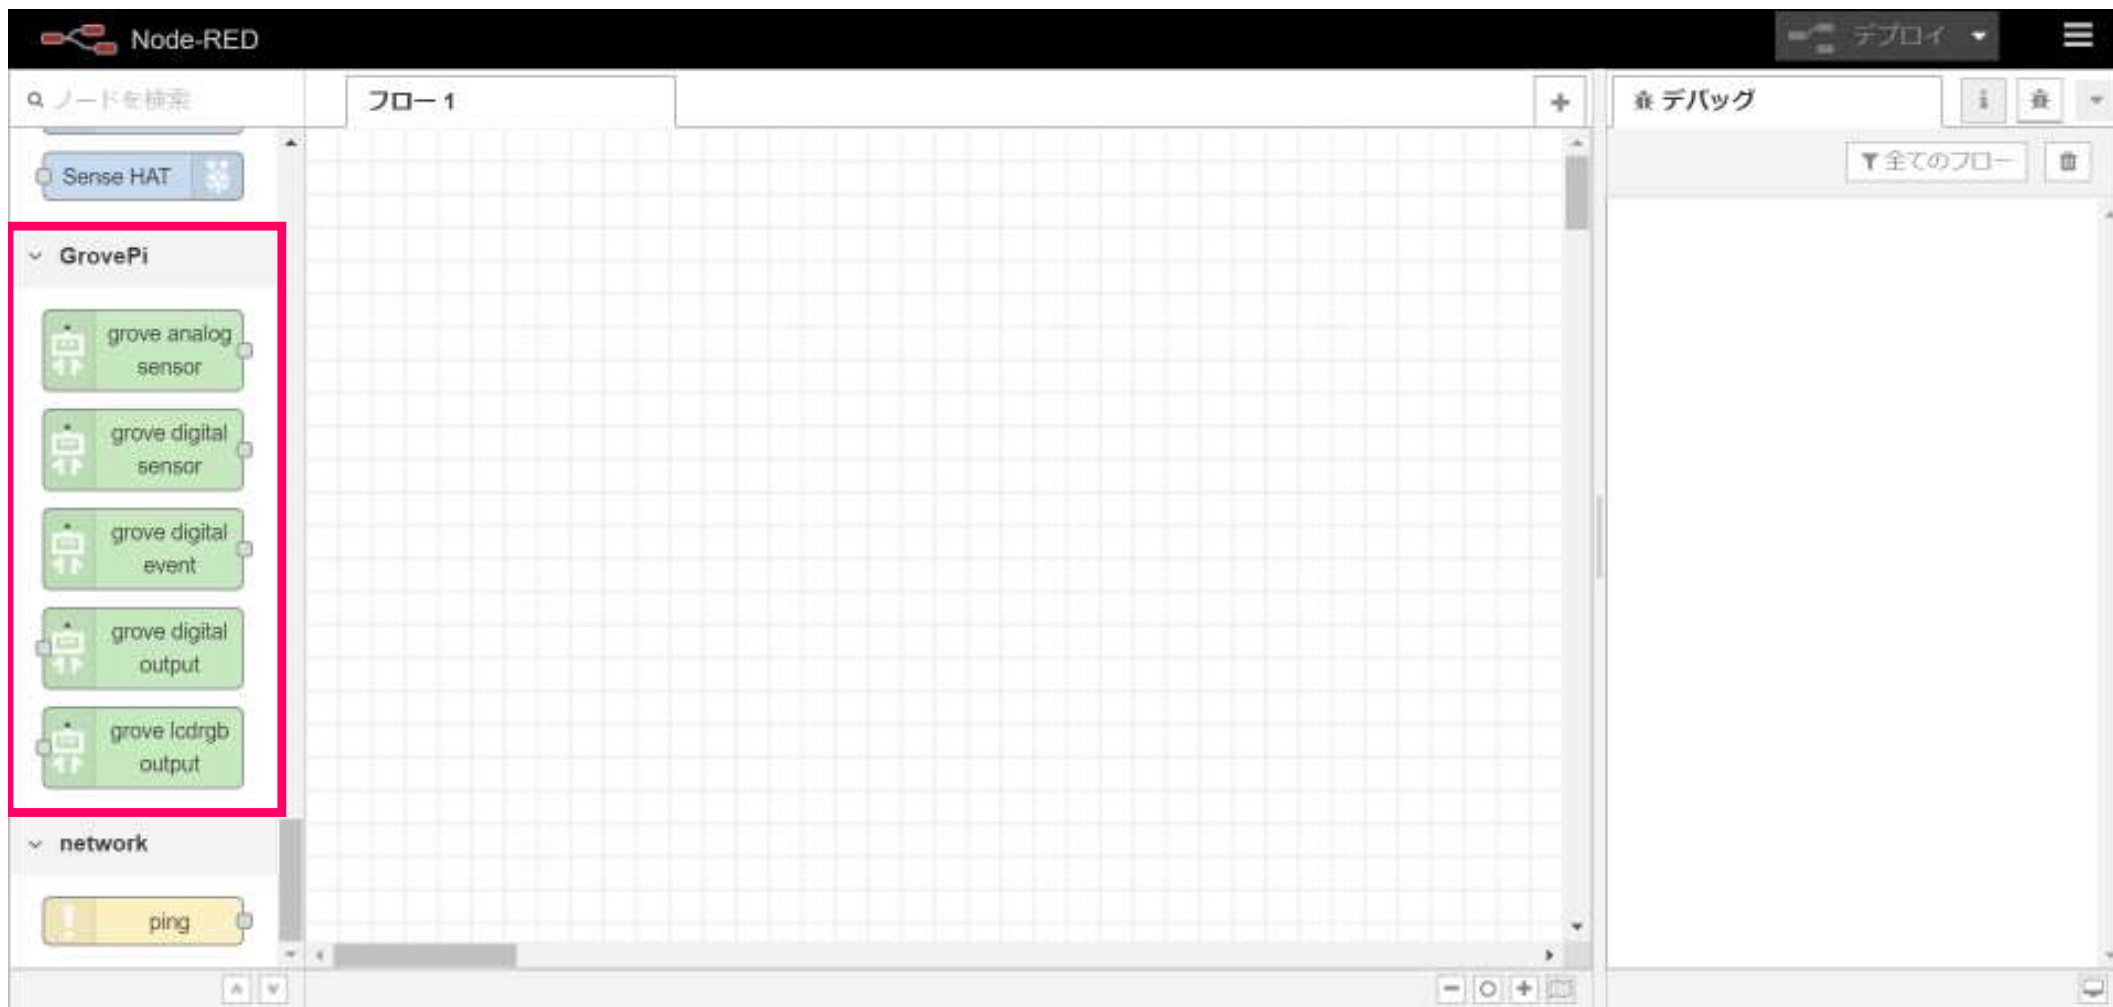 Node-RED
デプロイ
ノードを検索
フロー 1
デバッグ
i
全てのフロー
Sense HAT
GrovePi
grove analog
sensor
grove digital
sensor
grove digital
event
grove digital
output
grove lcdrgb
output
network
ping